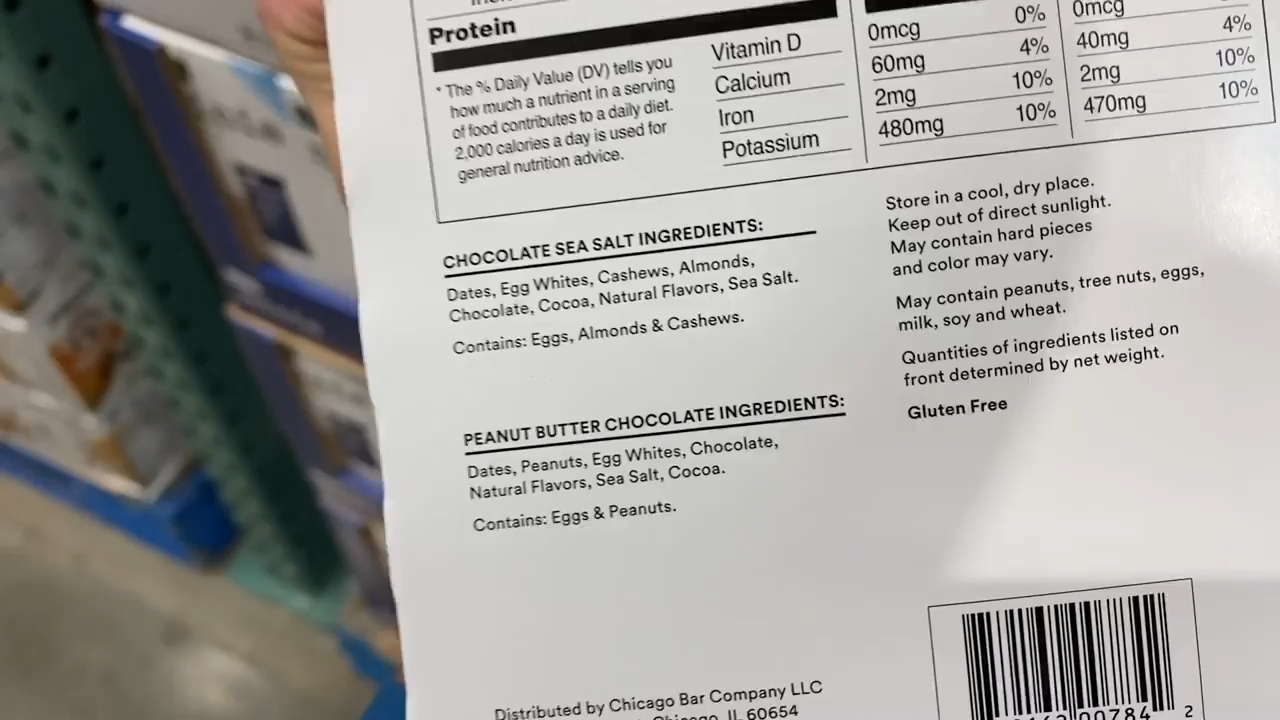 Protein
* The % Daily Value (DV) tells you
how much a nutrient in a serving
of food contributes to a daily diet.
2,000 calories a day is used for
general nutrition advice.
Vitamin D 0mcg 0% 0mcg
Calcium 60mg 4% 40mg 4%
Iron 2mg 10% 2mg 10%
Potassium 480mg 10% 470mg 10%
CHOCOLATE SEA SALT INGREDIENTS:
Dates, Egg Whites, Cashews, Almonds,
Chocolate, Cocoa, Natural Flavors, Sea Salt.
Contains: Eggs, Almonds & Cashews.
PEANUT BUTTER CHOCOLATE INGREDIENTS:
Dates, Peanuts, Egg Whites, Chocolate,
Natural Flavors, Sea Salt, Cocoa.
Contains: Eggs & Peanuts.
Store in a cool, dry place.
Keep out of direct sunlight.
May contain hard pieces
and color may vary.
May contain peanuts, tree nuts, eggs,
milk, soy and wheat.
Quantities of ingredients listed on
front determined by net weight.
Gluten Free
Distributed by Chicago Bar Company LLC
Chicago, IL 60654
00784 2